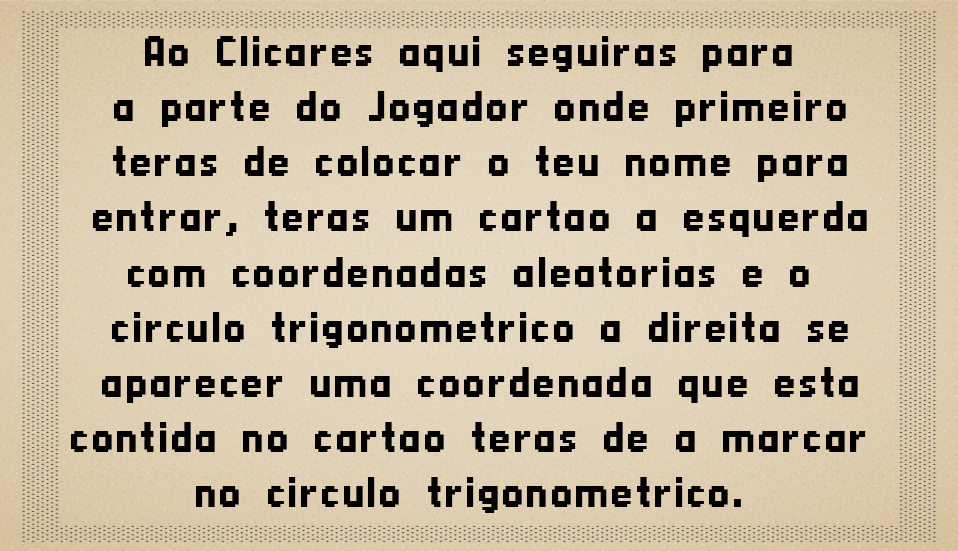 Ao Clicares aqui seguiras para
a parte do Jogador onde primeiro
teras de colocar o teu nome para
entrar, teras um cartao a esquerda
com coordenadas aleatorias e o
circulo trigonometrico a direita se
aparecer uma coordenada que esta
contida no cartao teras de a marcar
no circulo trigonometrico.